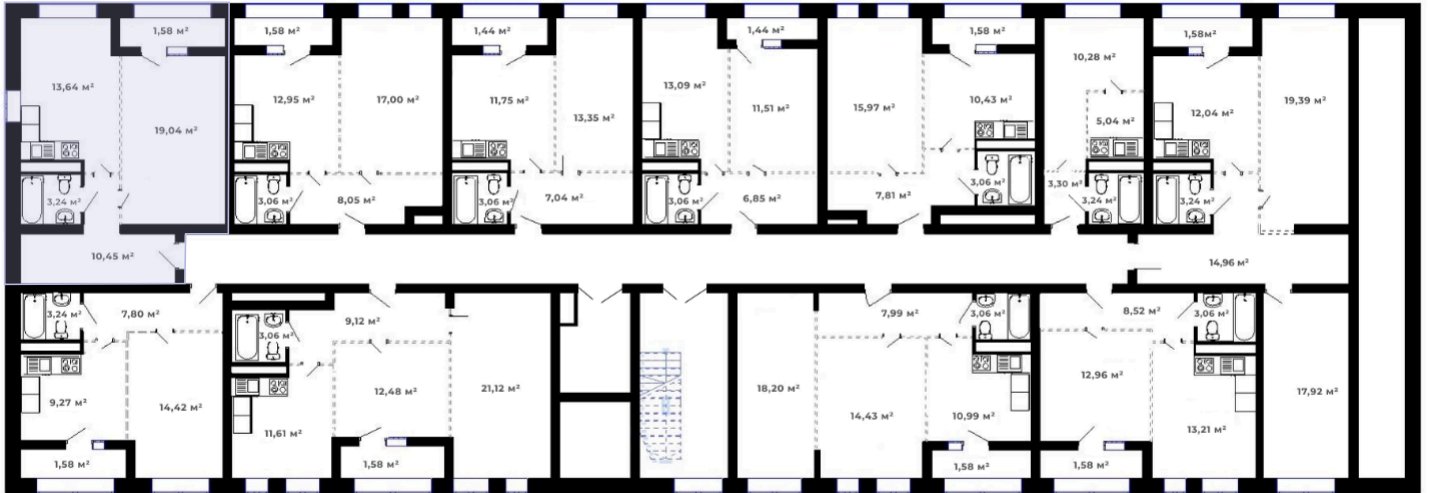 1,58 м²
1,58 м²
1,44 м²
1,44 м²
1,58 м²
1,58м²
13,64 м²
19,04 м²
12,95 м²
17,00 м²
11,75 м²
13,35 м²
13,09 м²
11,51 м²
15,97 м²
10,43 м²
10,28 м²
5,04 м²
12,04 м²
19,39 м²
3,24 м²
3,06 м²
8,05 м²
3,06 м²
7,04 м²
3,06 м²
6,85 м²
7,81 м²
3,06 м²
3,30 м²
3,24 м²
3,24 м²
10,45 м²
14,96 м²
3,24 м²
7,80 м²
3,06 м²
9,12 м²
7,99 м²
3,06 м²
8,52 м²
3,06 м²
9,27 м²
14,42 м²
11,61 м²
12,48 м²
21,12 м²
18,20 м²
14,43 м²
10,99 м²
12,96 м²
13,21 м²
17,92 м²
1,58 м²
1,58 м²
1,58 м²
1,58 м²